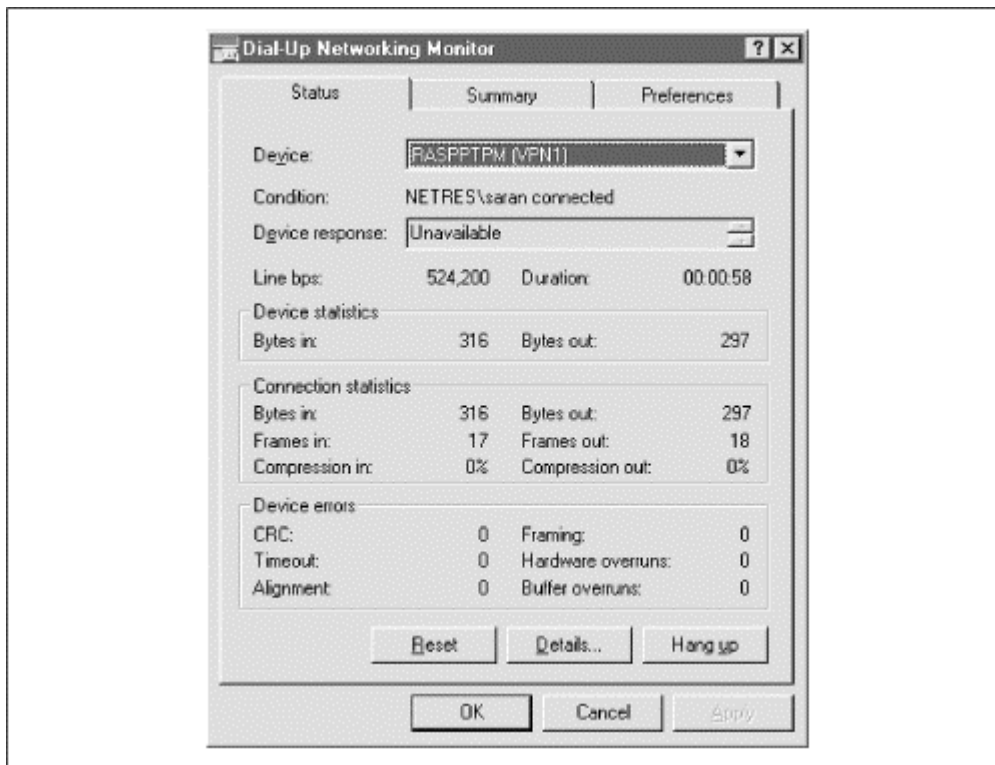 Dial-Up Networking Monitor
Status Summary Preferences
Device: RASPPTPM (VPN1)
Condition: NETRES\saran connected
Device response: Unavailable
Line bps: 524,200 Duration: 00:00:58
Device statistics
Bytes in: 316 Bytes out: 297
Connection statistics
Bytes in: 316 Bytes out: 297
Frames in: 17 Frames out: 18
Compression in: 0% Compression out: 0%
Device errors
CRC: 0 Framing: 0
Timeout: 0 Hardware overruns: 0
Alignment: 0 Buffer overruns: 0
Reset Details... Hang up
OK Cancel Apply